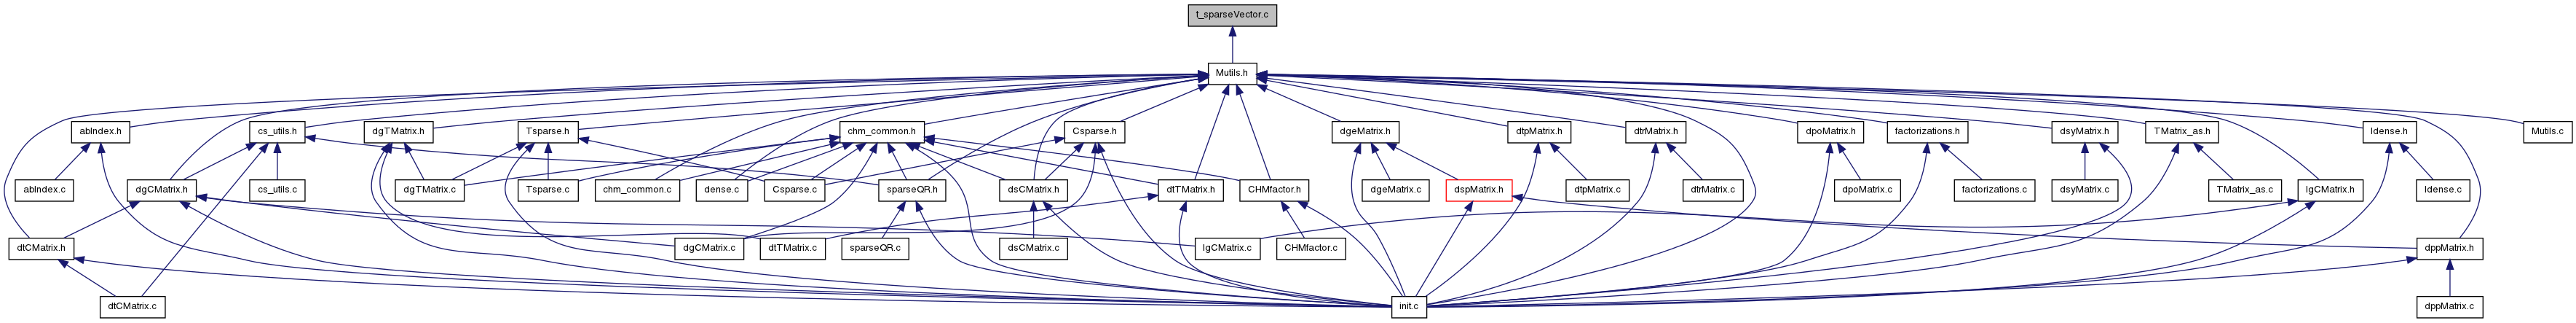 t_sparseVector.c
Mutils.h
abIndex.h
cs_utils.h
dgTMatrix.h
Tsparse.h
chm_common.h
Csparse.h
dgeMatrix.h
dtpMatrix.h
dtrMatrix.h
dpoMatrix.h
factorizations.h
dsyMatrix.h
TMatrix_as.h
ldense.h
Mutils.c
abIndex.c
dgCMatrix.h
cs_utils.c
dgTMatrix.c
Tsparse.c
chm_common.c
dense.c
Csparse.c
sparseQR.h
dsCMatrix.h
dtTMatrix.h
CHMfactor.h
dgeMatrix.c
dspMatrix.h
dtpMatrix.c
dtrMatrix.c
dpoMatrix.c
factorizations.c
dsyMatrix.c
TMatrix_as.c
lgCMatrix.h
ldense.c
dtCMatrix.h
dgCMatrix.c
dtTMatrix.c
sparseQR.c
dsCMatrix.c
lgCMatrix.c
CHMfactor.c
dppMatrix.h
dtCMatrix.c
init.c
dppMatrix.c